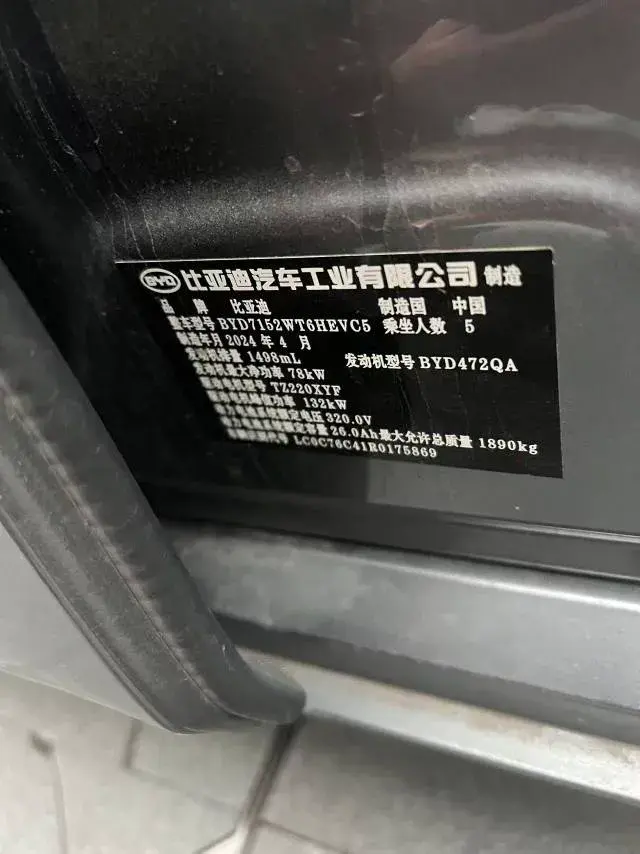 BYD 比亚迪汽车工业有限公司 制造
品 牌 比亚迪 制造国 中国
整车型号 BYD7152WT6HEVC5 乘坐人数 5
制造年月 2024 年 4 月
发动机排量 1498mL 发动机型号 BYD472QA
发动机最大净功率 78kW
驱动电机型号 TZ220XYF
驱动电机峰值功率 132kW
动力电池系统额定电压 320.0V
动力电池系统额定容量 26.0Ah 最大允许总质量 1890kg
车辆识别代号 LC0C76C41R0175869